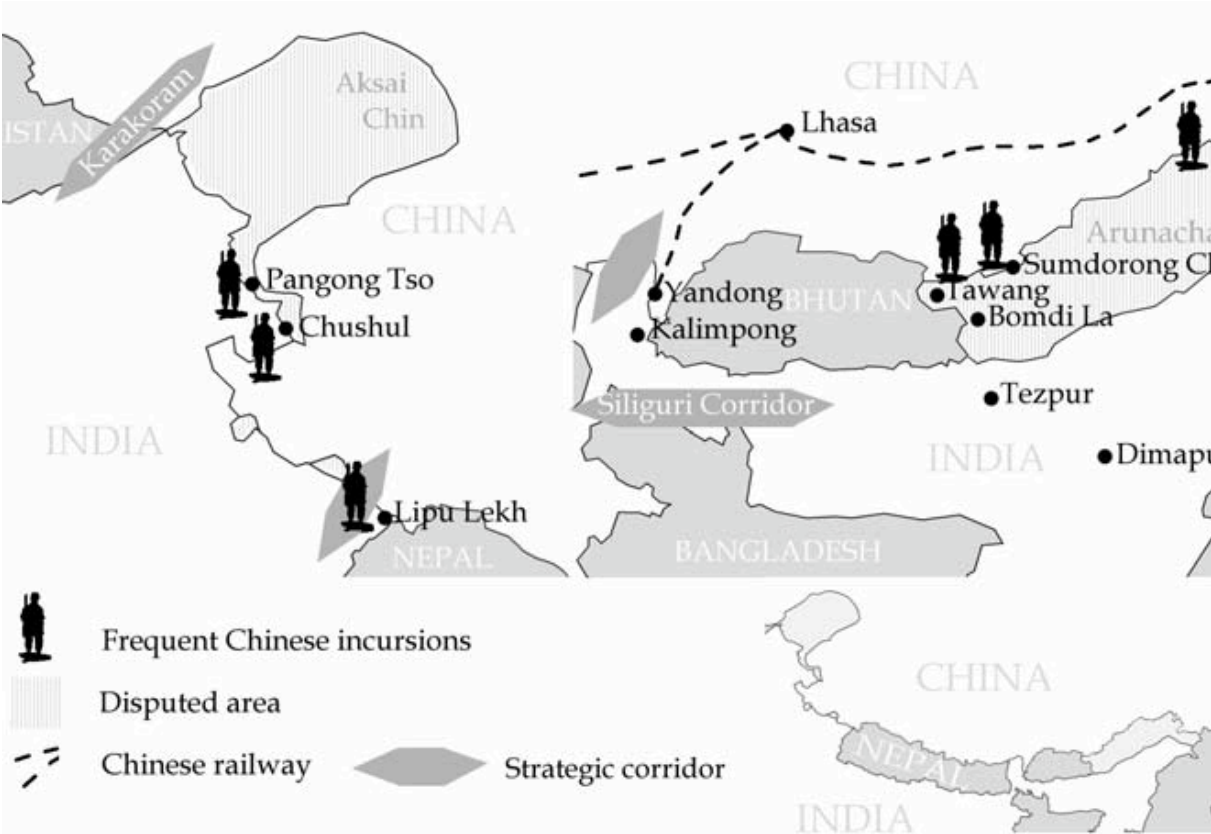 Aksai
Chin
ISTAN
Karakoram
CHINA
Pangong Tso
Chushul
INDIA
Lipu Lekh
NEPAL
CHINA
Lhasa
Arunacha
Sumdorong Cl
Tawang
Yandong
BHUTAN
Bomdi La
Kalimpong
Siliguri Corridor
Tezpur
INDIA
Dimapu
BANGLADESH
Frequent Chinese incursions
Disputed area
Chinese railway
Strategic corridor
CHINA
NEPAL
INDIA